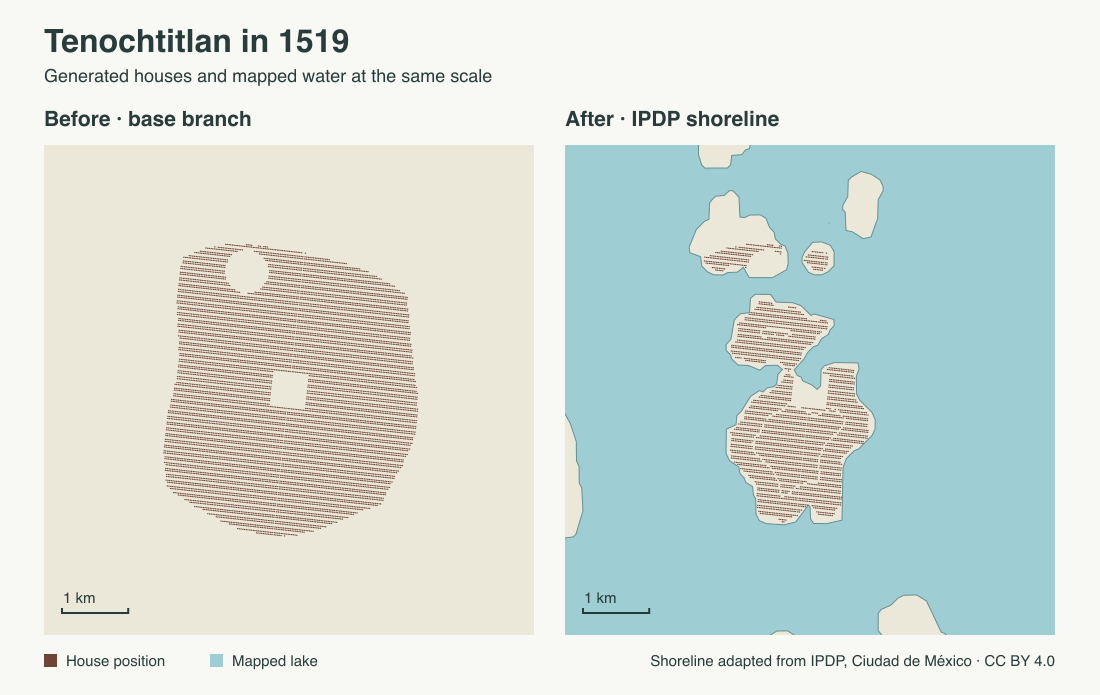 Tenochtitlan in 1519
Generated houses and mapped water at the same scale
Before · base branch
After · IPDP shoreline
1 km
1 km
House position
Mapped lake
Shoreline adapted from IPDP, Ciudad de México · CC BY 4.0